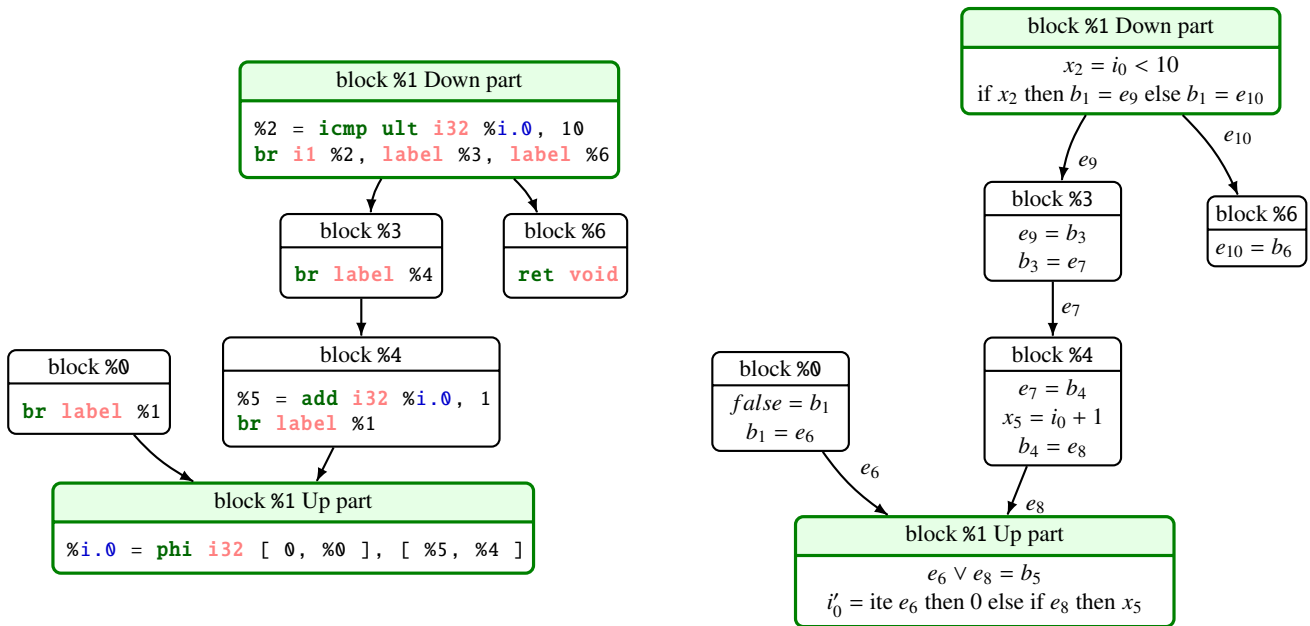 block %1 Down part
%2 = icmp ult i32 %i.0, 10
br i1 %2, label %3, label %6
block %3
br label %4
block %6
ret void
block %0
br label %1
block %4
%5 = add i32 %i.0, 1
br label %1
block %1 Up part
%i.0 = phi i32 [ 0, %0 ], [ %5, %4 ]
block %1 Down part
x₂ = i₀ < 10
if x₂ then b₁ = e₉ else b₁ = e₁₀
e₉
e₁₀
block %3
e₉ = b₃
b₃ = e₇
block %6
e₁₀ = b₆
e₇
block %0
false = b₁
b₁ = e₆
block %4
e₇ = b₄
x₅ = i₀ + 1
b₄ = e₈
e₆
e₈
block %1 Up part
e₆ ∨ e₈ = b₅
i′₀ = ite e₆ then 0 else if e₈ then x₅